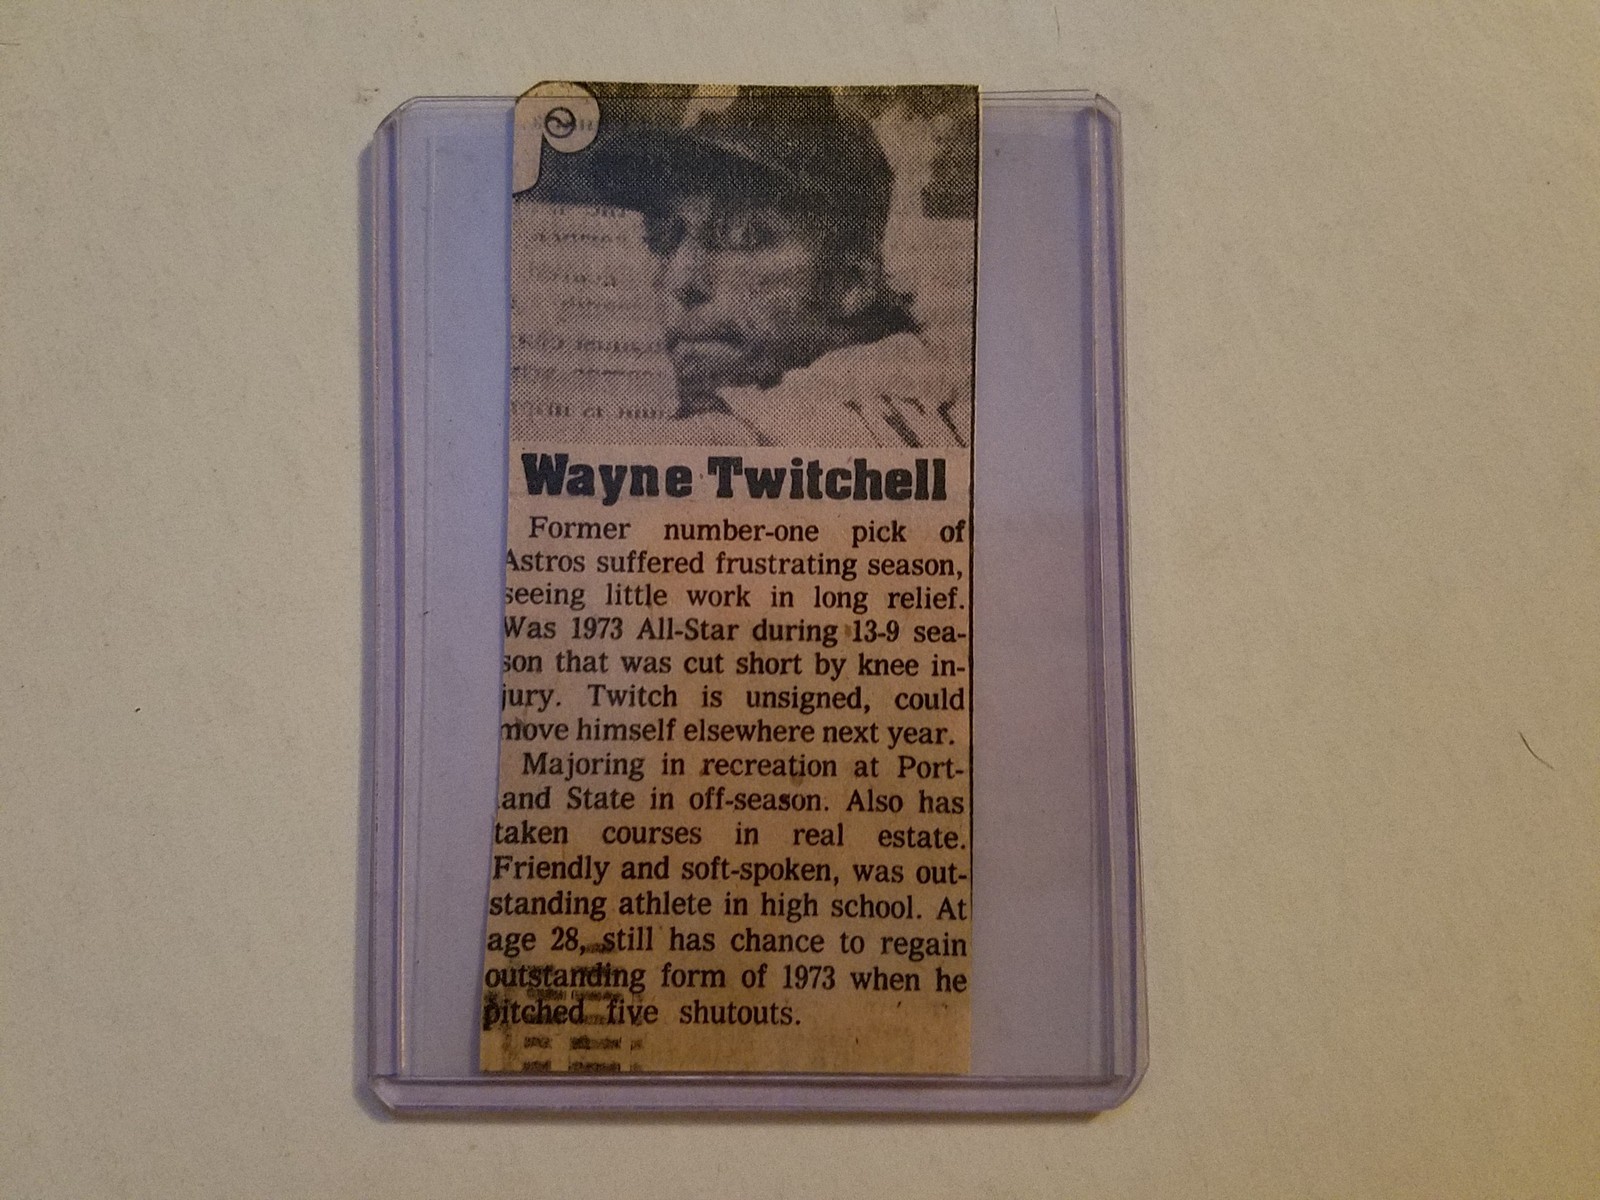 Wayne Twitchell
Former number-one pick of
Astros suffered frustrating season,
seeing little work in long relief.
Was 1973 All-Star during 13-9 sea-
son that was cut short by knee in-
jury. Twitch is unsigned, could
move himself elsewhere next year.
Majoring in recreation at Port-
land State in off-season. Also has
taken courses in real estate.
Friendly and soft-spoken, was out-
standing athlete in high school. At
age 28, still has chance to regain
outstanding form of 1973 when he
pitched five shutouts.